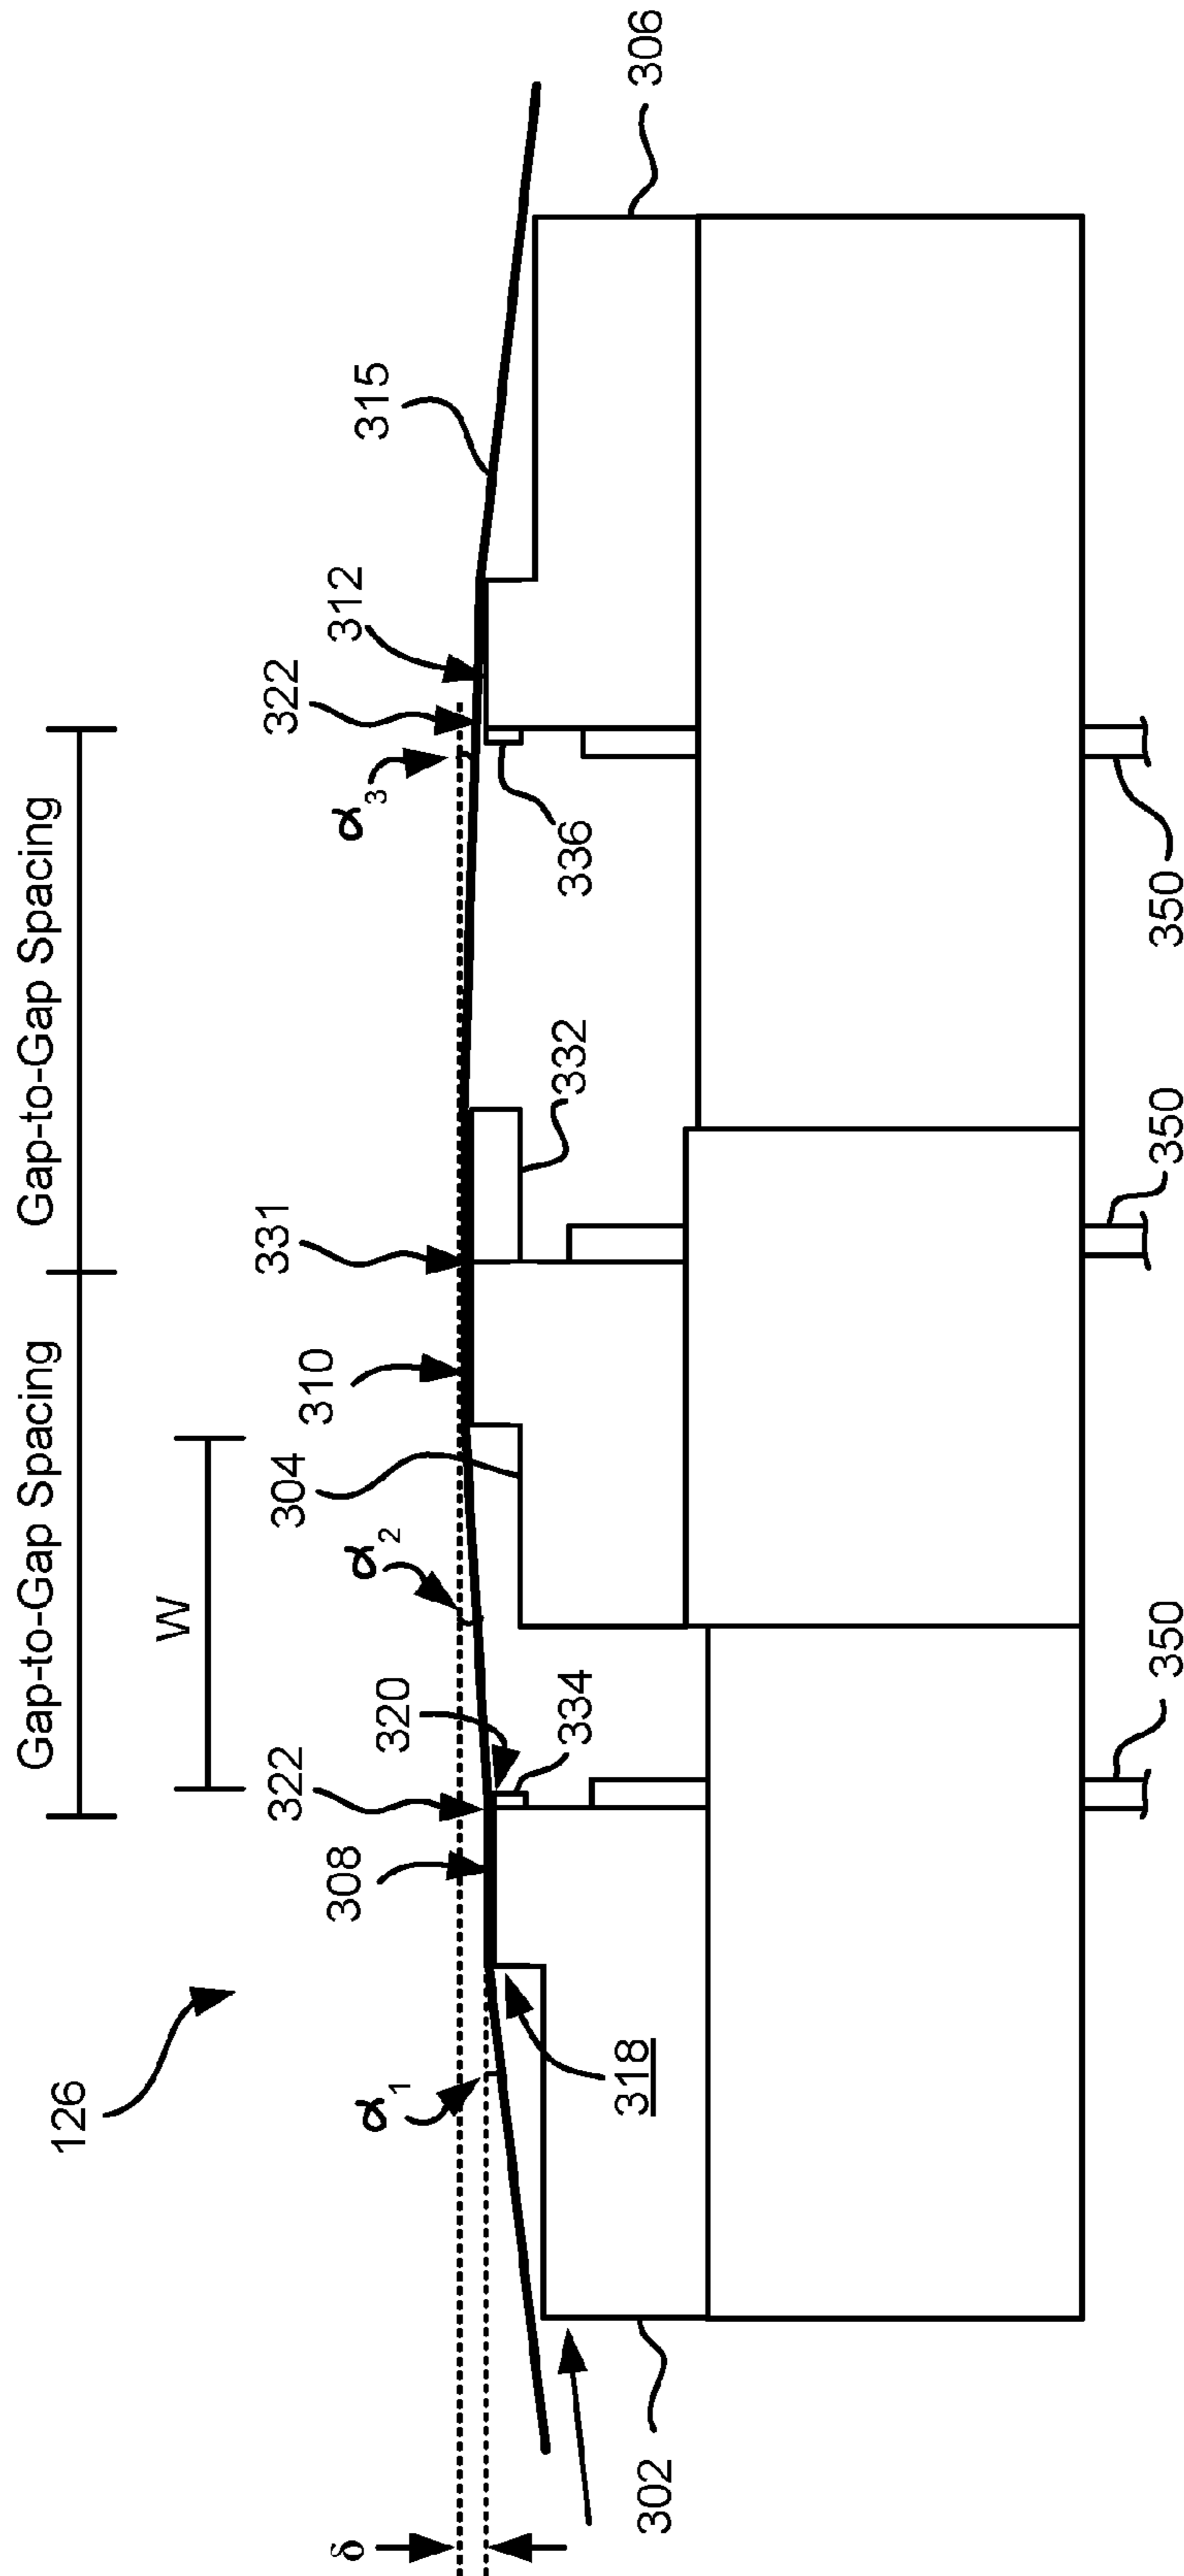 Gap-to-Gap Spacing
Gap-to-Gap Spacing
W
126
δ
α1
308
322
320
α2
304
310
331
α3
322
312
315
318
334
332
336
302
306
350
350
350